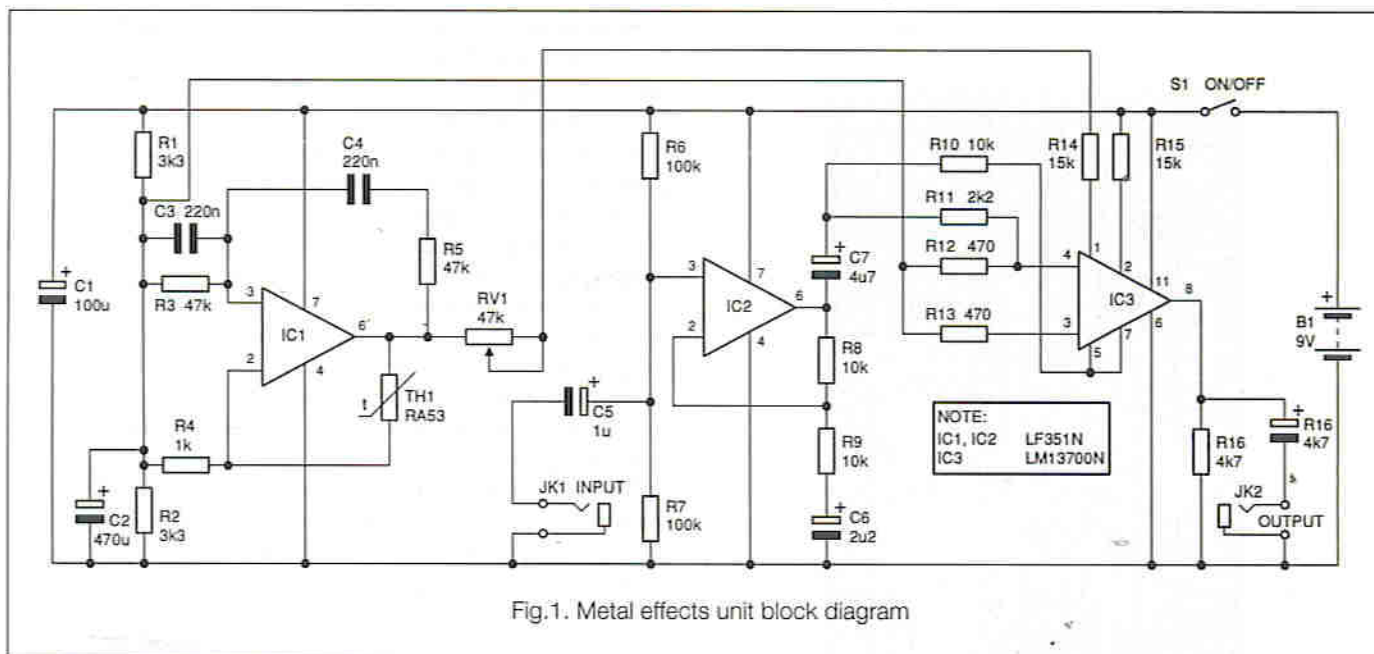 S1 ON/OFF
R1
3k3
C4
220n
R6
100k
R10 10k
R14
15k
R15
15k
C3 220n
R11 2k2
R5
47k
C7
4u7
R12 470
4
1
2
C1
100u
R3 47k
3
7
RV1
47k
3
7
IC2
6
IC3
11
8
IC1
6
2
4
R13 470
3
5
7
6
B1
9V
2
4
t
TH1
RA53
R8
10k
C5
1u
R4
1k
NOTE:
IC1, IC2 LF351N
IC3 LM13700N
R9
10k
R16
4k7
R16
4k7
JK1 INPUT
R7
100k
C2
470u
R2
3k3
C6
2u2
JK2
OUTPUT
Fig.1. Metal effects unit block diagram